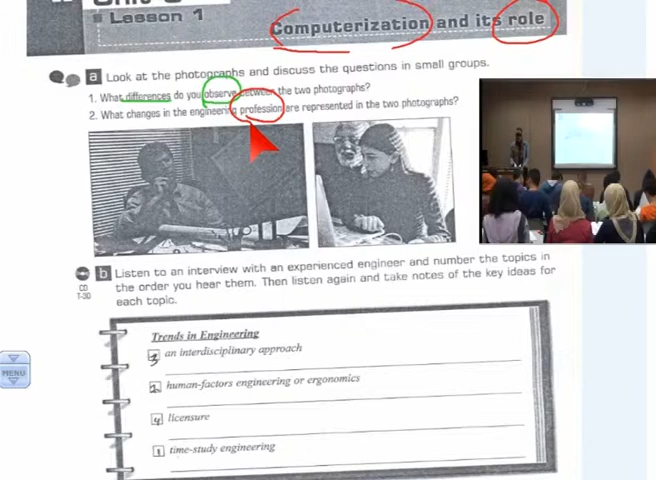 Lesson 1
Computerization and its role
a Look at the photographs and discuss the questions in small groups.
1. What differences do you observe between the two photographs?
2. What changes in the engineering profession are represented in the two photographs?
b Listen to an interview with an experienced engineer and number the topics in
CD
T-30
the order you hear them. Then listen again and take notes of the key ideas for
each topic.
Trends in Engineering
3 an interdisciplinary approach
2 human-factors engineering or ergonomics
4 licensure
1 time-study engineering
MENU